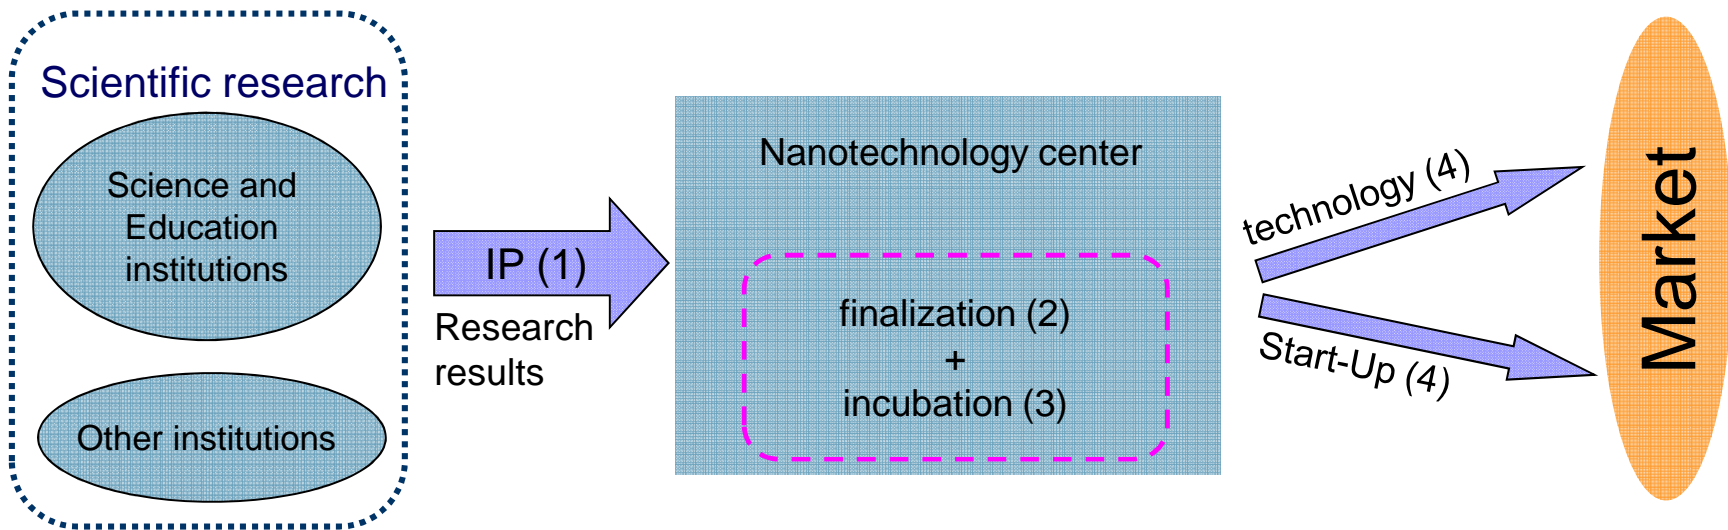 Scientific research
Science and
Education
institutions
Other institutions
IP (1)
Research
results
Nanotechnology center
finalization (2)
+
incubation (3)
technology (4)
Start-Up (4)
Market